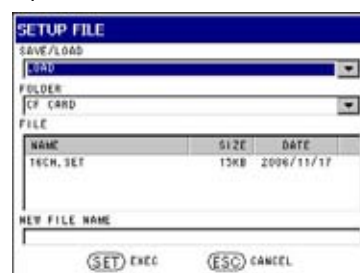 SETUP FILE
SAVE/LOAD
LOAD
FOLDER
CF CARD
FILE
NAME SIZE DATE
16CH.SET 15KB 2006/11/17
NEW FILE NAME
SET EXEC ESC CANCEL